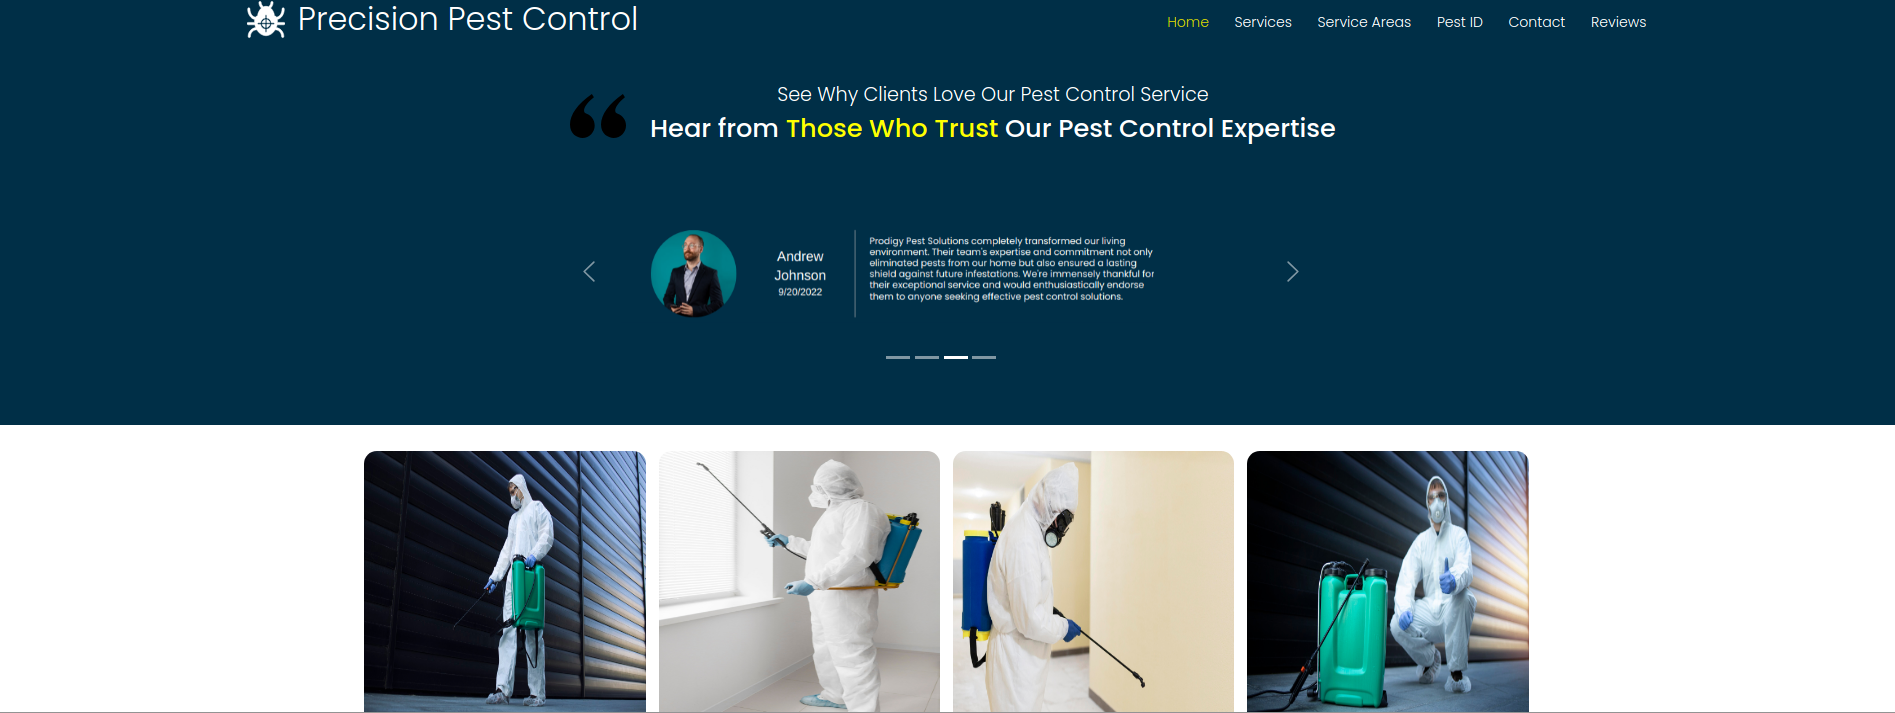 Precision Pest Control
Home Services Service Areas Pest ID Contact Reviews
See Why Clients Love Our Pest Control Service
“ Hear from Those Who Trust Our Pest Control Expertise
Andrew
Johnson
9/20/2022
Prodigy Pest Solutions completely transformed our living
environment. Their team's expertise and commitment not only
eliminated pests from our home but also ensured a lasting
shield against future infestations. We're immensely thankful for
their exceptional service and would enthusiastically endorse
them to anyone seeking effective pest control solutions.